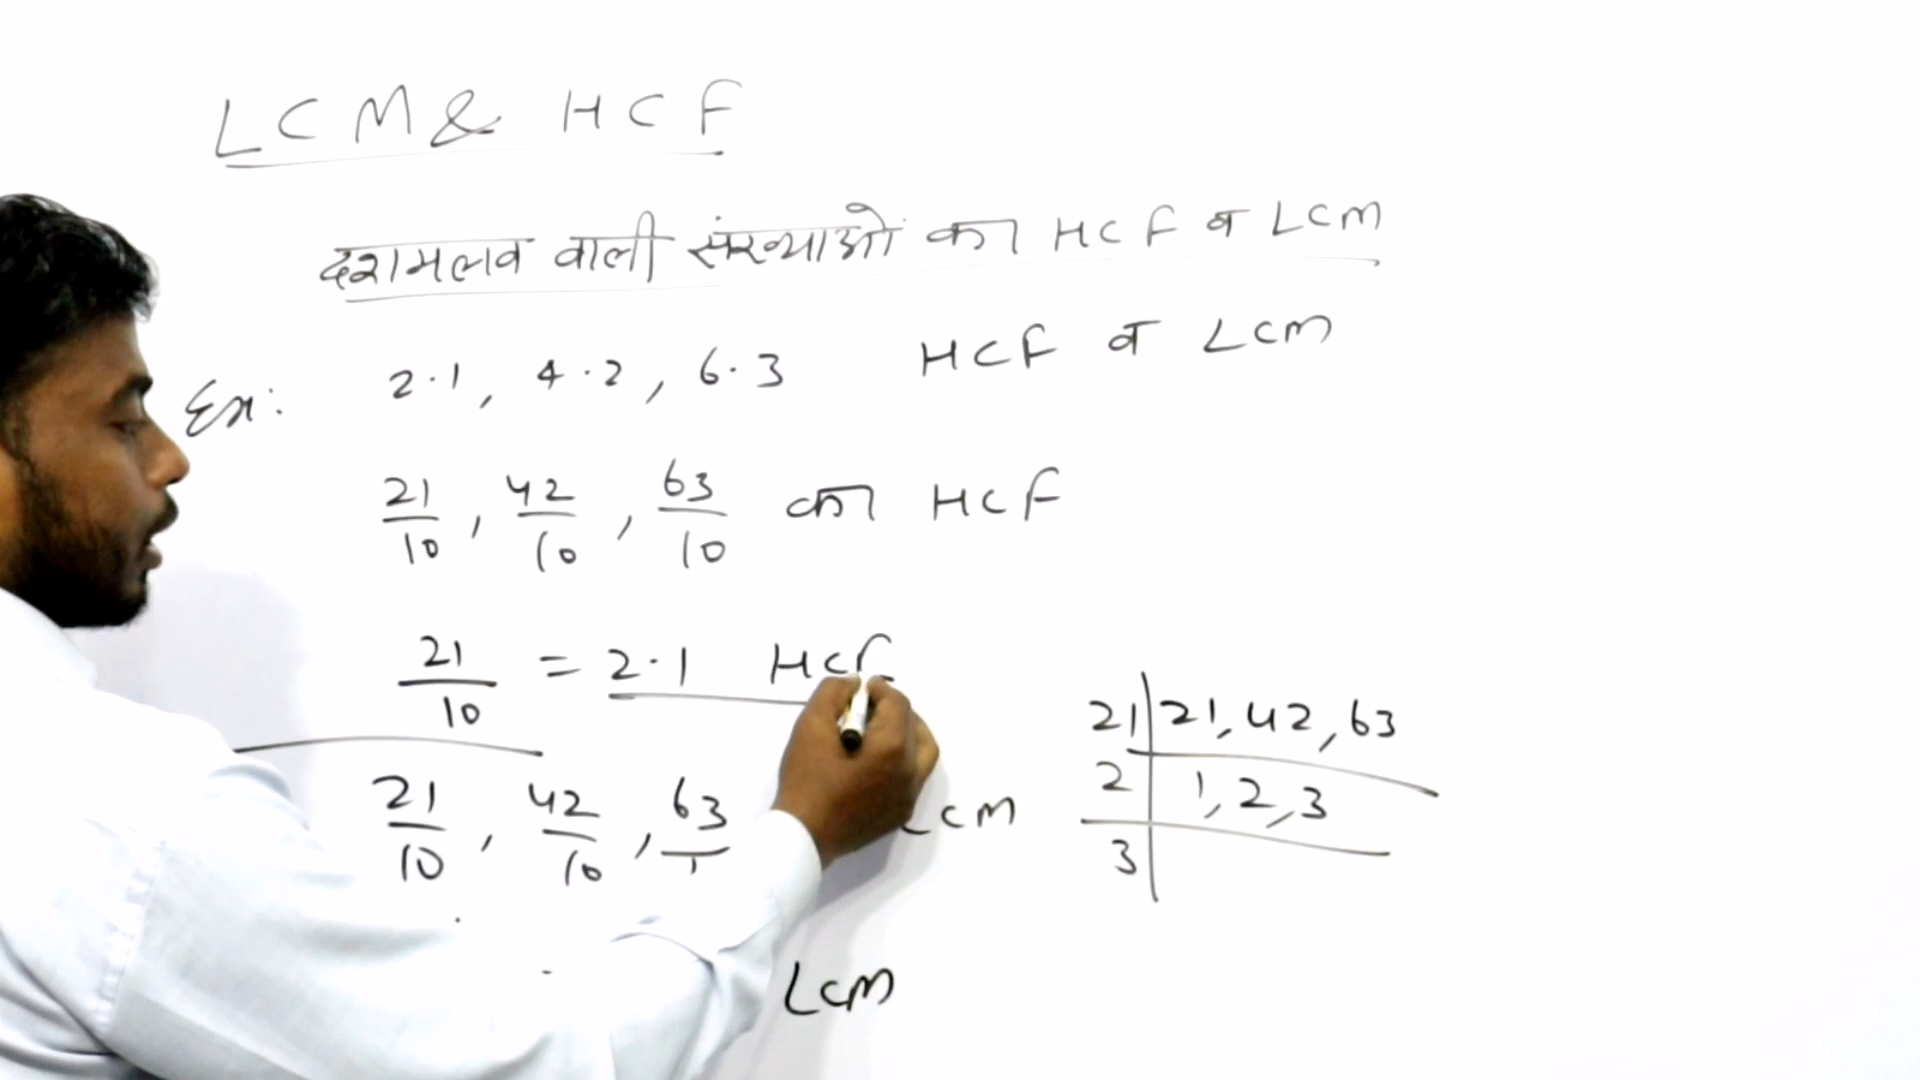 LCM & HCF
दशमलव वाली संख्याओं का HCF व LCM
Ex: 2.1, 4.2, 6.3 HCF व LCM
21/10, 42/10, 63/10 का HCF
21/10 = 2.1 HCF
21/10, 42/10, 63/ LCM
LCM
21 | 21, 42, 63
2 | 1, 2, 3
3 |